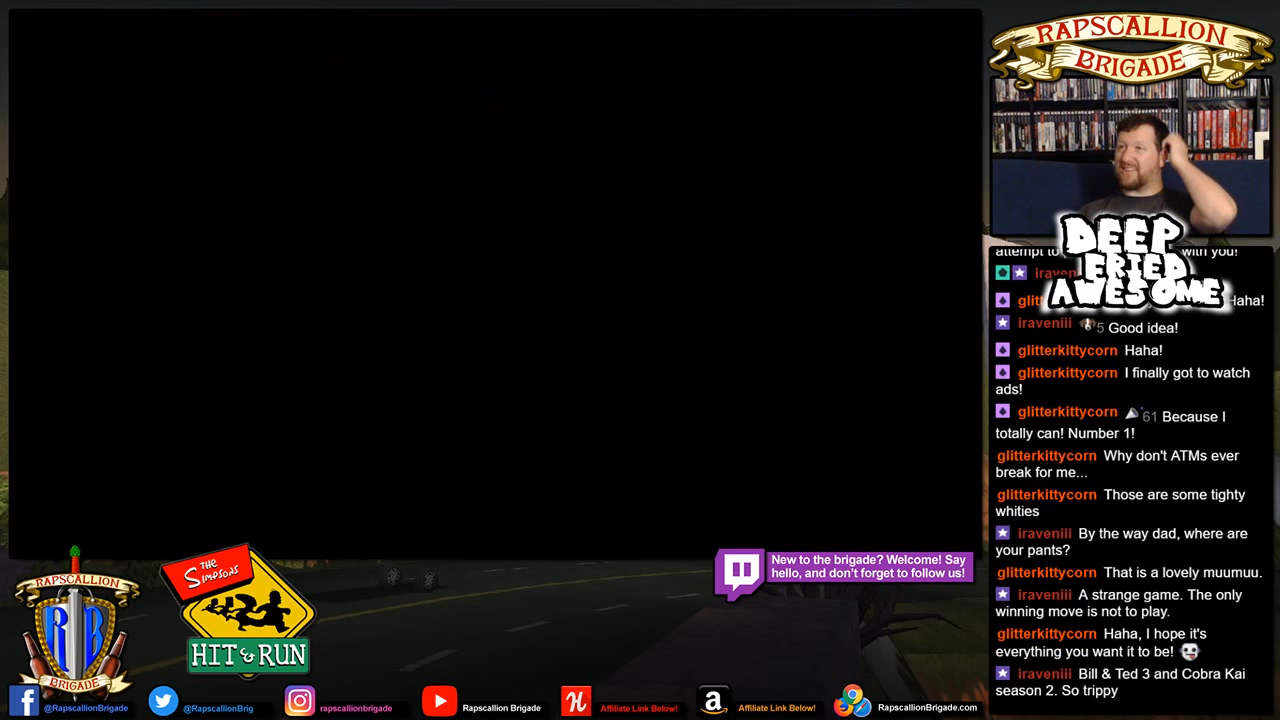 RAPSCALLION
BRIGADE
DEEP
FRIED
AWESOME
attempt to
with you!
Haha!
iraveniii 5 Good idea!
glitterkittycorn Haha!
glitterkittycorn I finally got to watch
ads!
glitterkittycorn 61 Because I
totally can! Number 1!
glitterkittycorn Why don't ATMs ever
break for me...
glitterkittycorn Those are some tighty
whities
iraveniii By the way dad, where are
your pants?
glitterkittycorn That is a lovely muumuu.
iraveniii A strange game. The only
winning move is not to play.
glitterkittycorn Haha, I hope it's
everything you want it to be!
iraveniii Bill & Ted 3 and Cobra Kai
season 2. So trippy
New to the brigade? Welcome! Say
hello, and don't forget to follow us!
RAPSCALLION
RB
BRIGADE
THE
SIMPSONS
HIT & RUN
@RapscallionBrigade
@RapscallionBrig
rapscallionbrigade
Rapscallion Brigade
Affiliate Link Below!
Affiliate Link Below!
RapscallionBrigade.com